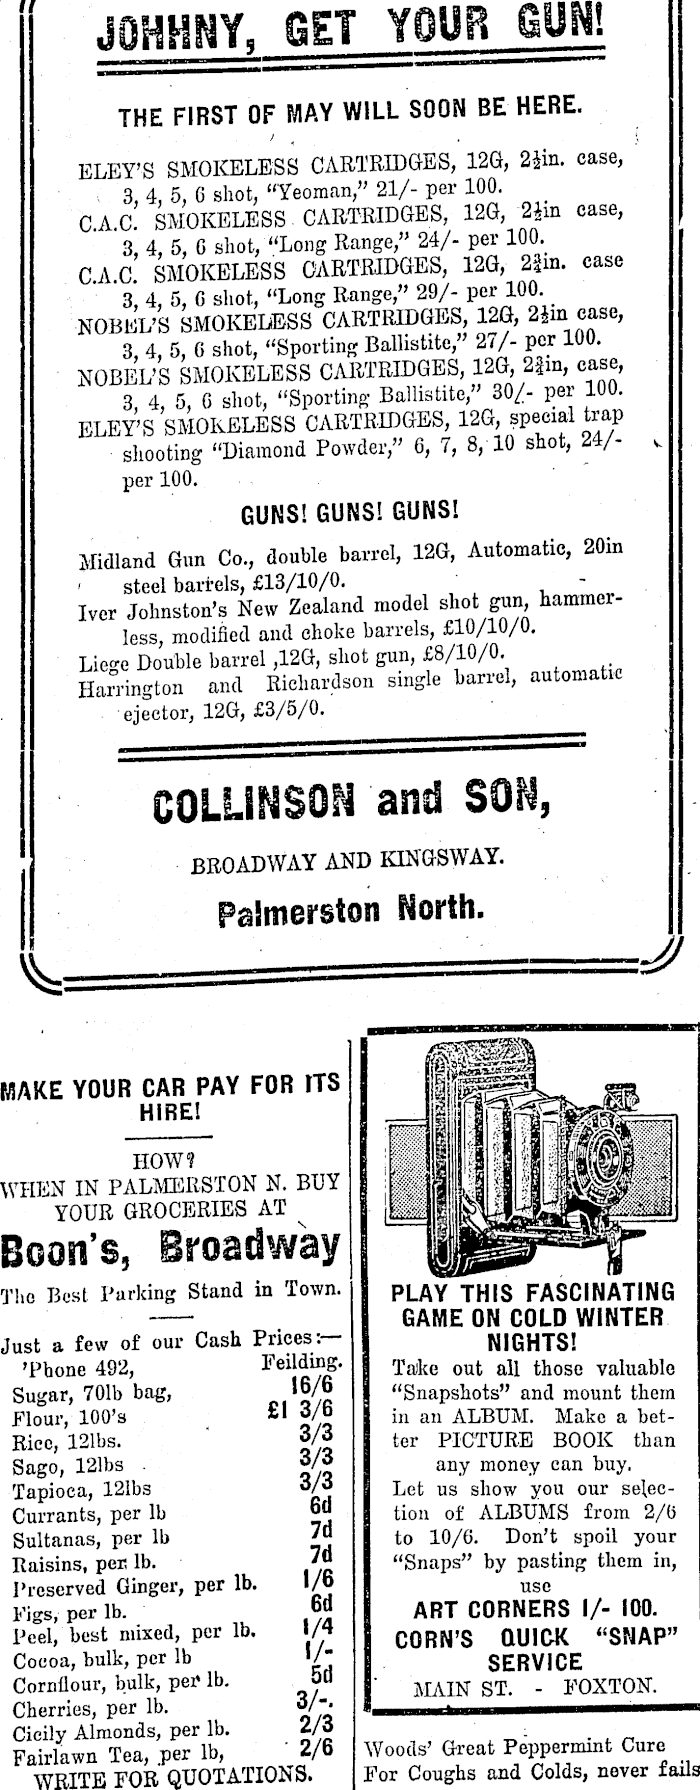 JOHHNY, GET YOUR GUN!
THE FIRST OF MAY WILL SOON BE HERE.
ELEY'S SMOKELESS CARTRIDGES, 12G, 2½in. case,
3, 4, 5, 6 shot, "Yeoman," 21/- per 100.
C.A.C. SMOKELESS CARTRIDGES, 12G, 2½in case,
3, 4, 5, 6 shot, "Long Range," 24/- per 100.
C.A.C. SMOKELESS CARTRIDGES, 12G, 2¾in. case
3, 4, 5, 6 shot, "Long Range," 29/- per 100.
NOBEL'S SMOKELESS CARTRIDGES, 12G, 2½in case,
3, 4, 5, 6 shot, "Sporting Ballistite," 27/- per 100.
NOBEL'S SMOKELESS CARTRIDGES, 12G, 2¾in, case,
3, 4, 5, 6 shot, "Sporting Ballistite," 30/- per 100.
ELEY'S SMOKELESS CARTRIDGES, 12G, special trap
shooting "Diamond Powder," 6, 7, 8, 10 shot, 24/-
per 100.
GUNS! GUNS! GUNS!
Midland Gun Co., double barrel, 12G, Automatic, 20in
steel barrels, £13/10/0.
Iver Johnston's New Zealand model shot gun, hammer-
less, modified and choke barrels, £10/10/0.
Liege Double barrel ,12G, shot gun, £8/10/0.
Harrington and Richardson single barrel, automatic
ejector, 12G, £3/5/0.
COLLINSON and SON,
BROADWAY AND KINGSWAY.
Palmerston North.
MAKE YOUR CAR PAY FOR ITS
HIRE!
HOW?
WHEN IN PALMERSTON N. BUY
YOUR GROCERIES AT
Boon's, Broadway
The Best Parking Stand in Town.
Just a few of our Cash Prices:—
'Phone 492, Feilding.
Sugar, 70lb bag, 16/6
Flour, 100's £1 3/6
Rice, 12lbs. 3/3
Sago, 12lbs 3/3
Tapioca, 12lbs 3/3
Currants, per lb 6d
Sultanas, per lb 7d
Raisins, per lb. 7d
Preserved Ginger, per lb. 1/6
Figs, per lb. 6d
Peel, best mixed, per lb. 1/4
Cocoa, bulk, per lb 1/-
Cornflour, bulk, per lb. 5d
Cherries, per lb. 3/-.
Cicily Almonds, per lb. 2/3
Fairlawn Tea, per lb, 2/6
WRITE FOR QUOTATIONS.
PLAY THIS FASCINATING
GAME ON COLD WINTER
NIGHTS!
Take out all those valuable
"Snapshots" and mount them
in an ALBUM. Make a bet-
ter PICTURE BOOK than
any money can buy.
Let us show you our selec-
tion of ALBUMS from 2/6
to 10/6. Don't spoil your
"Snaps" by pasting them in,
use
ART CORNERS 1/- 100.
CORN'S QUICK "SNAP"
SERVICE
MAIN ST. - FOXTON.
Woods' Great Peppermint Cure
For Coughs and Colds, never fails